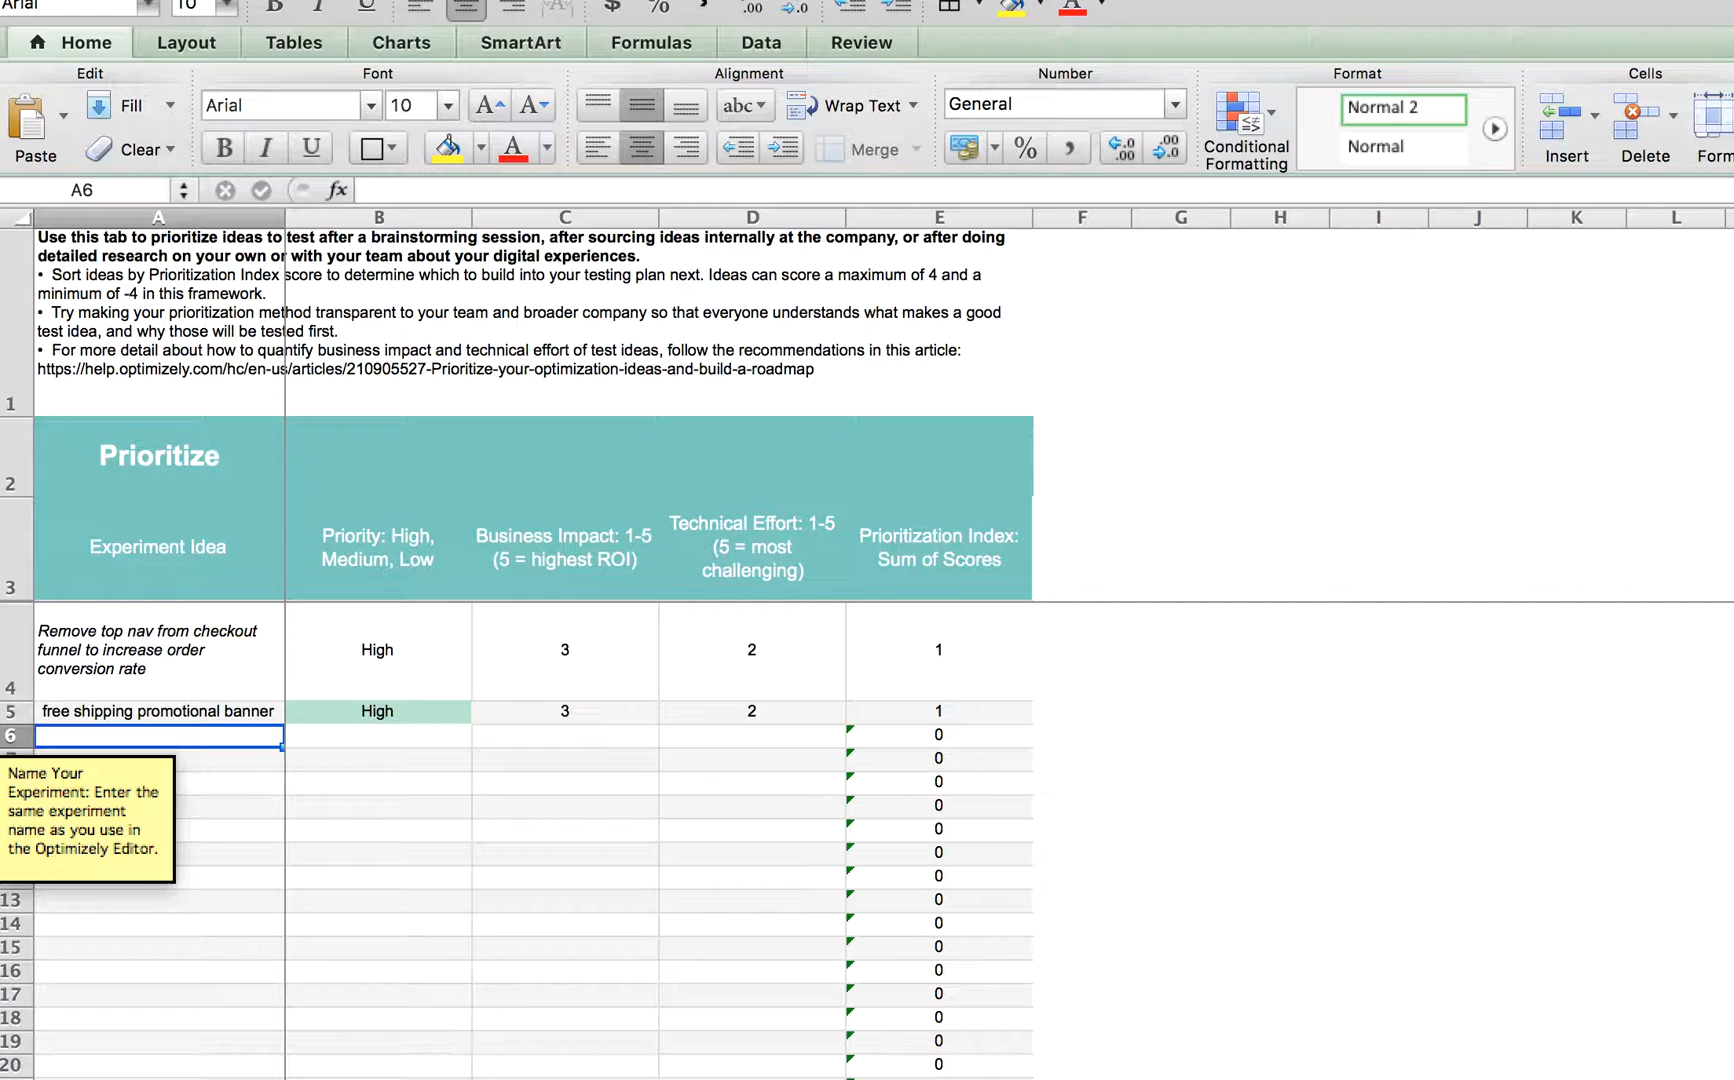 Arial 10 B I U $ % , .00 .0
Home Layout Tables Charts SmartArt Formulas Data Review
Edit Font Alignment Number Format Cells
Fill Arial 10 A A abc Wrap Text General Normal 2
Paste Clear B I U A Merge % , .0 .00 .00 .0 Conditional Formatting Normal Insert Delete Form
A6 fx
A B C D E F G H I J K L
Use this tab to prioritize ideas to test after a brainstorming session, after sourcing ideas internally at the company, or after doing
detailed research on your own or with your team about your digital experiences.
• Sort ideas by Prioritization Index score to determine which to build into your testing plan next. Ideas can score a maximum of 4 and a
minimum of -4 in this framework.
• Try making your prioritization method transparent to your team and broader company so that everyone understands what makes a good
test idea, and why those will be tested first.
• For more detail about how to quantify business impact and technical effort of test ideas, follow the recommendations in this article:
https://help.optimizely.com/hc/en-us/articles/210905527-Prioritize-your-optimization-ideas-and-build-a-roadmap
1
Prioritize
2
Experiment Idea
Priority: High,
Medium, Low
Business Impact: 1-5
(5 = highest ROI)
Technical Effort: 1-5
(5 = most
challenging)
Prioritization Index:
Sum of Scores
3
Remove top nav from checkout
funnel to increase order
conversion rate
High 3 2 1
4
5 free shipping promotional banner High 3 2 1
6 0
0
Name Your
Experiment: Enter the
same experiment
name as you use in
the Optimizely Editor.
0
0
0
0
0
13 0
14 0
15 0
16 0
17 0
18 0
19 0
20 0